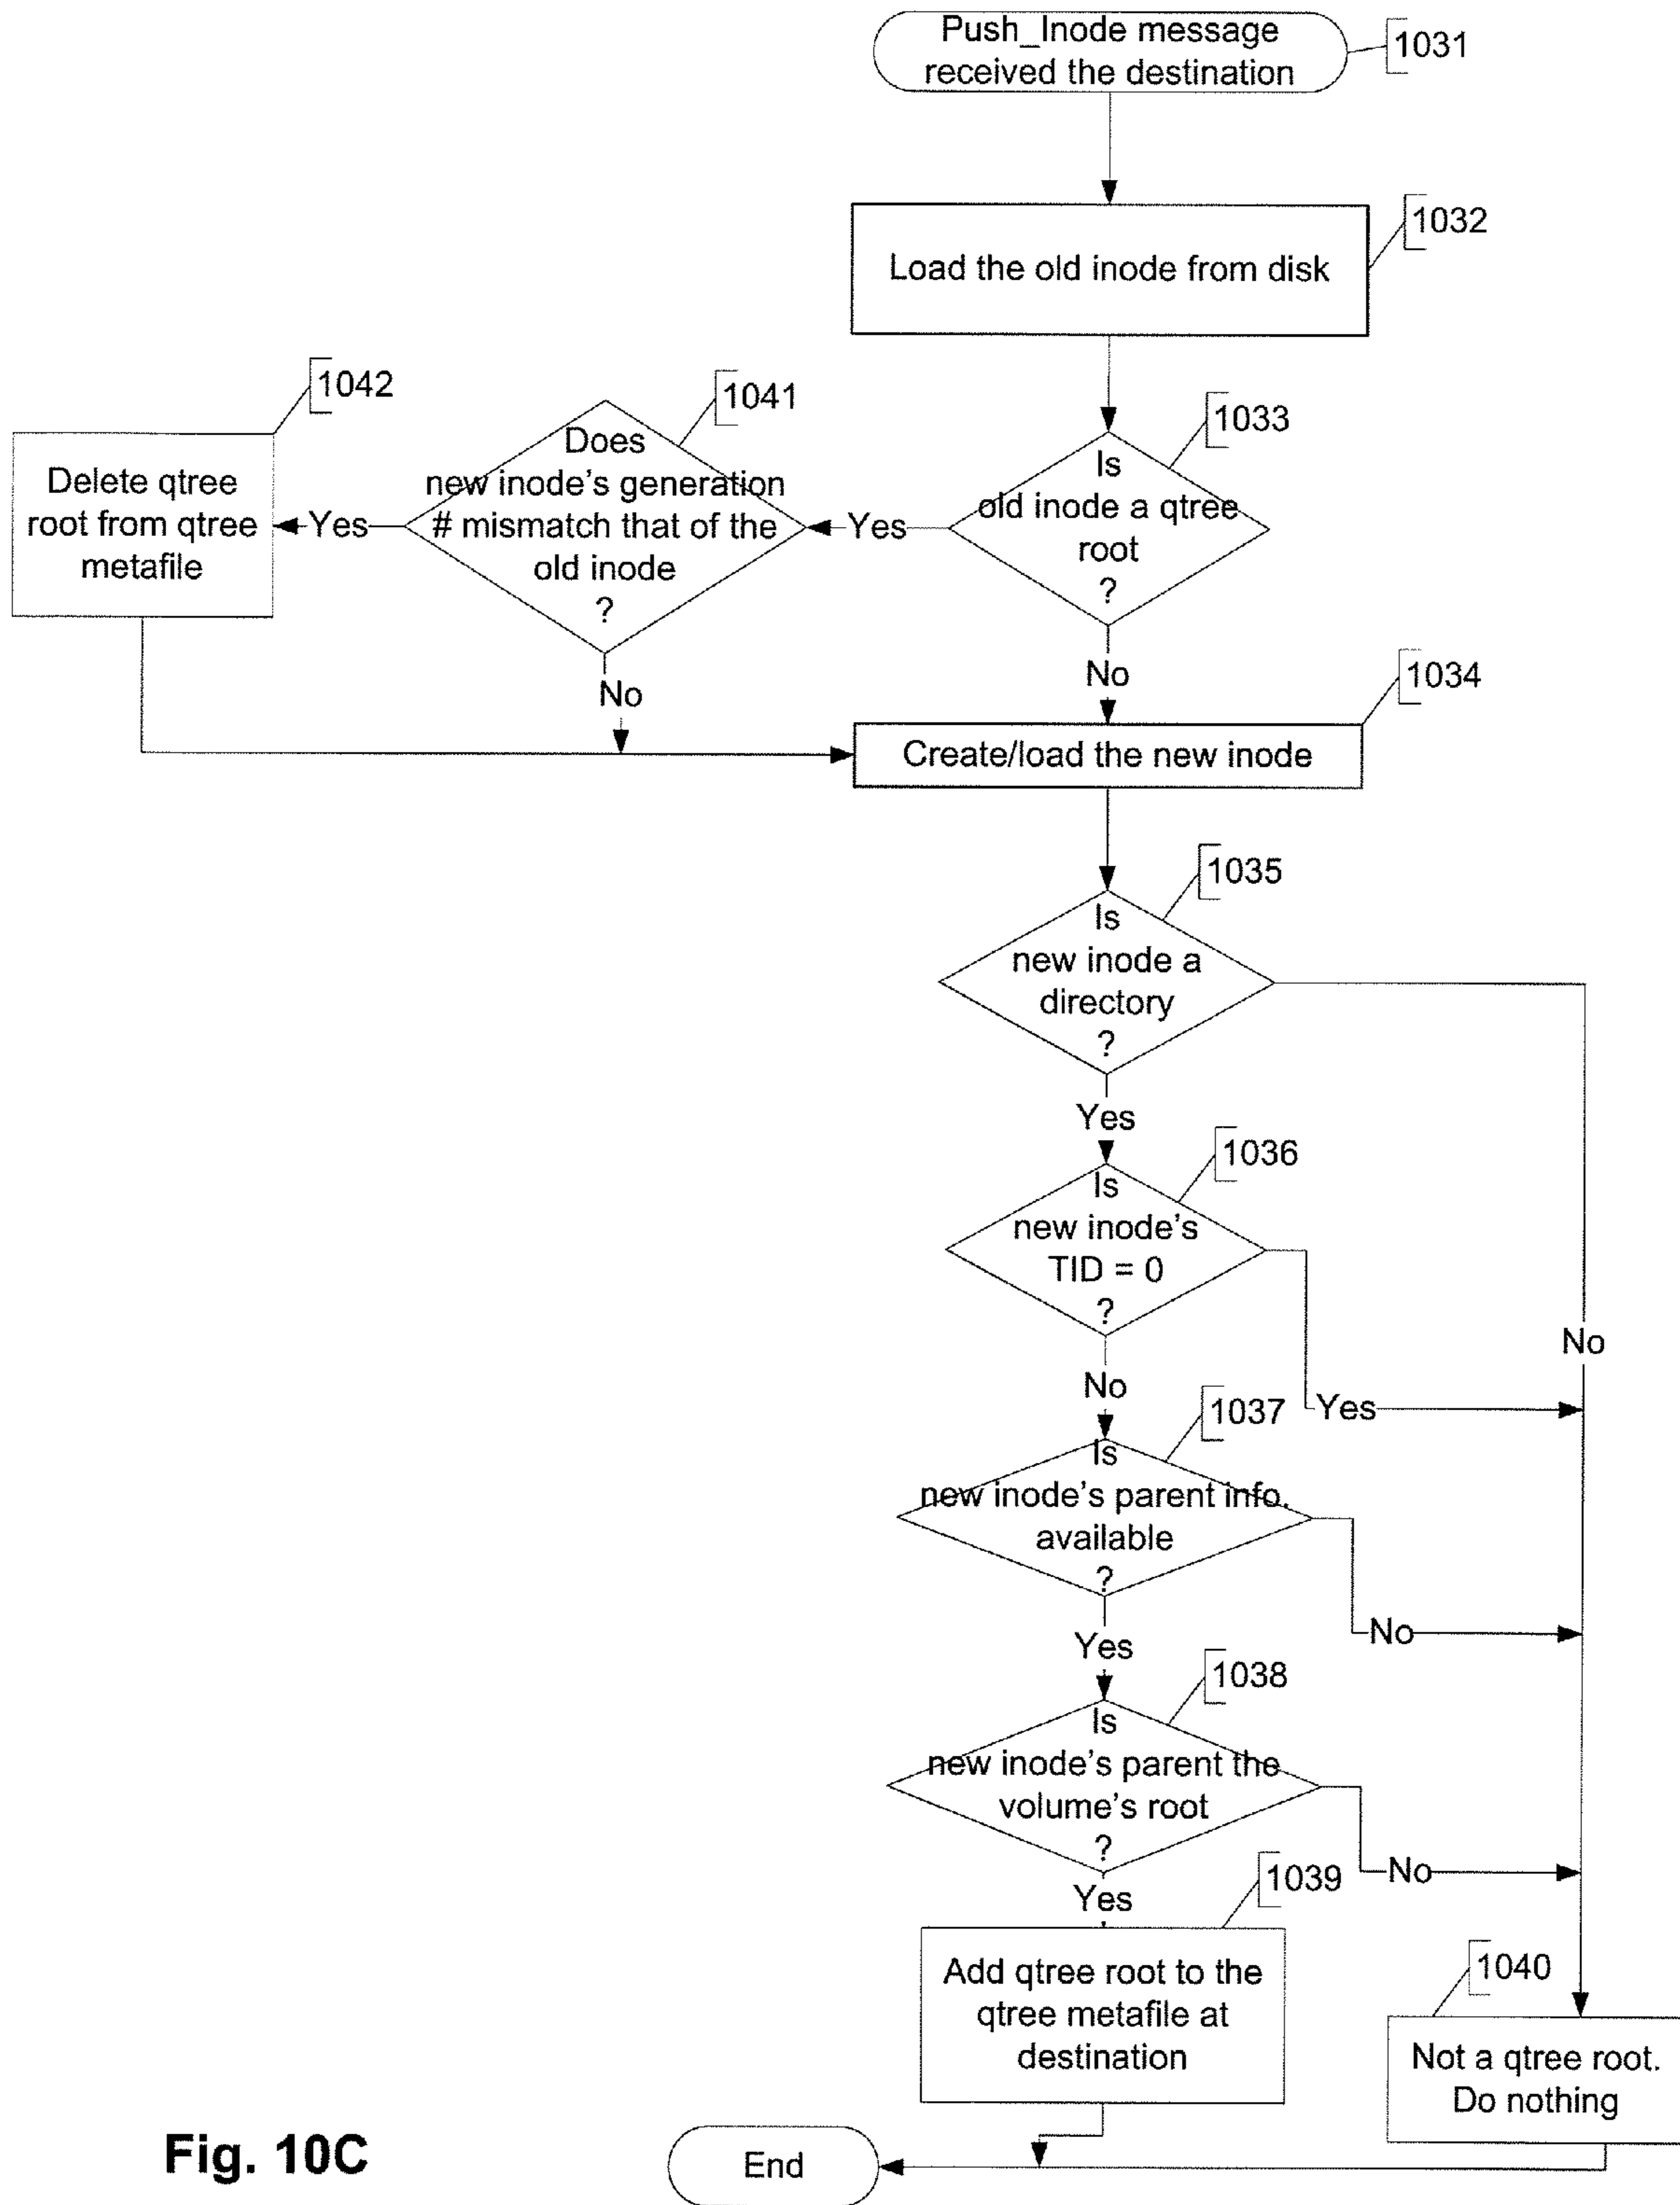 Push_Inode message
received the destination
1031
Load the old inode from disk
1032
Is
old inode a qtree
root
?
1033
Yes
Does
new inode's generation
# mismatch that of the
old inode
?
1041
Yes
Delete qtree
root from qtree
metafile
1042
No
No
Create/load the new inode
1034
Is
new inode a
directory
?
1035
No
Yes
Is
new inode's
TID = 0
?
1036
Yes
No
Is
new inode's parent info.
available
?
1037
No
Yes
Is
new inode's parent the
volume's root
?
1038
No
Yes
Add qtree root to the
qtree metafile at
destination
1039
Not a qtree root.
Do nothing
1040
End
Fig. 10C